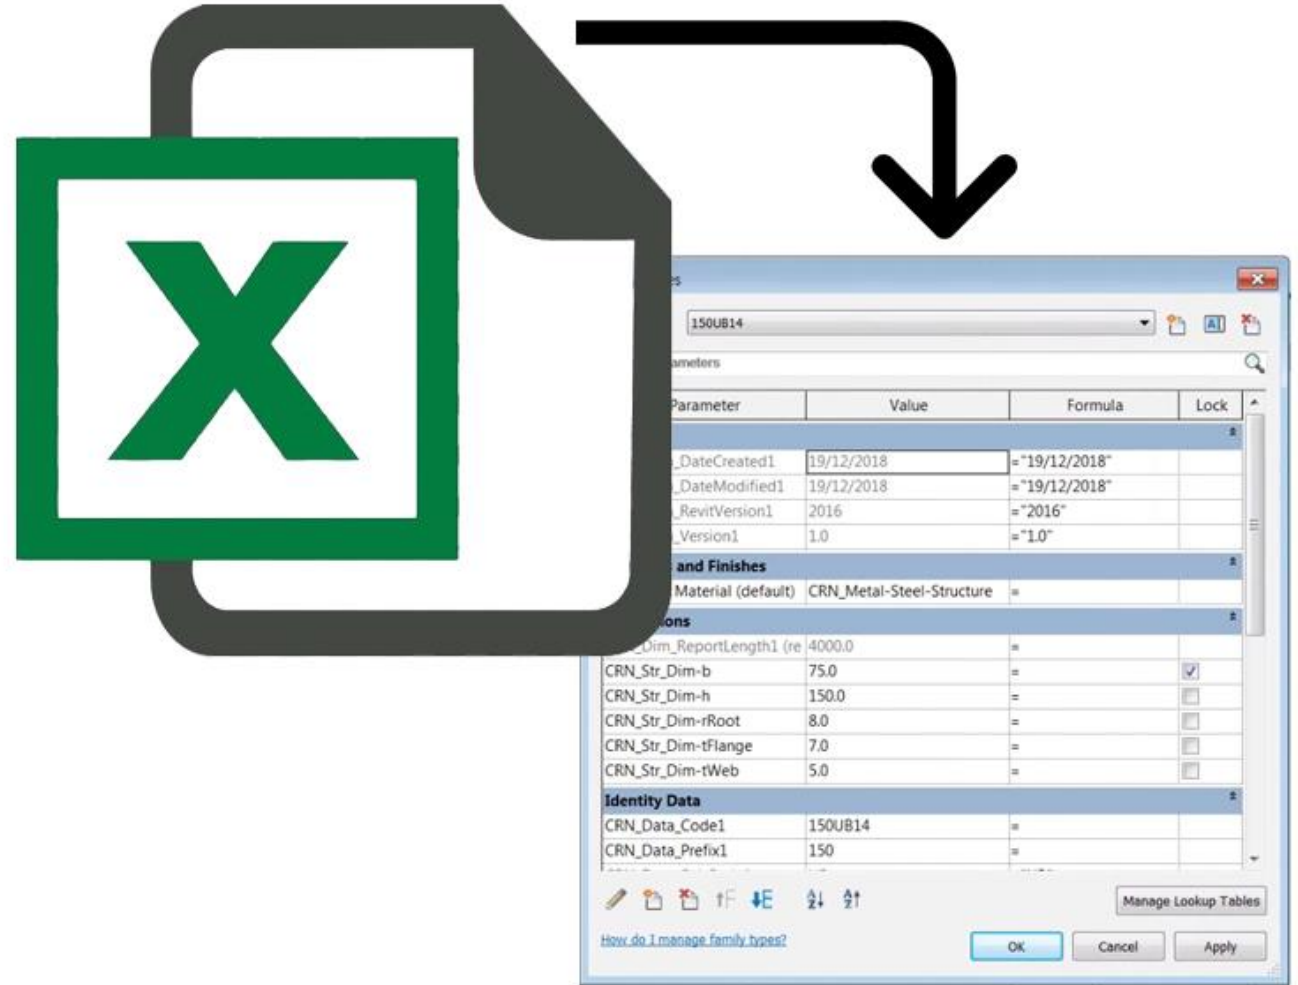 X
es
150UB14
ameters
Parameter Value Formula Lock
_DateCreated1 19/12/2018 ="19/12/2018"
_DateModified1 19/12/2018 ="19/12/2018"
_RevitVersion1 2016 ="2016"
_Version1 1.0 ="1.0"
and Finishes
Material (default) CRN_Metal-Steel-Structure =
ons
_Dim_ReportLength1 (re 4000.0 =
CRN_Str_Dim-b 75.0 =
CRN_Str_Dim-h 150.0 =
CRN_Str_Dim-rRoot 8.0 =
CRN_Str_Dim-tFlange 7.0 =
CRN_Str_Dim-tWeb 5.0 =
Identity Data
CRN_Data_Code1 150UB14 =
CRN_Data_Prefix1 150 =
Manage Lookup Tables
How do I manage family types?
OK Cancel Apply